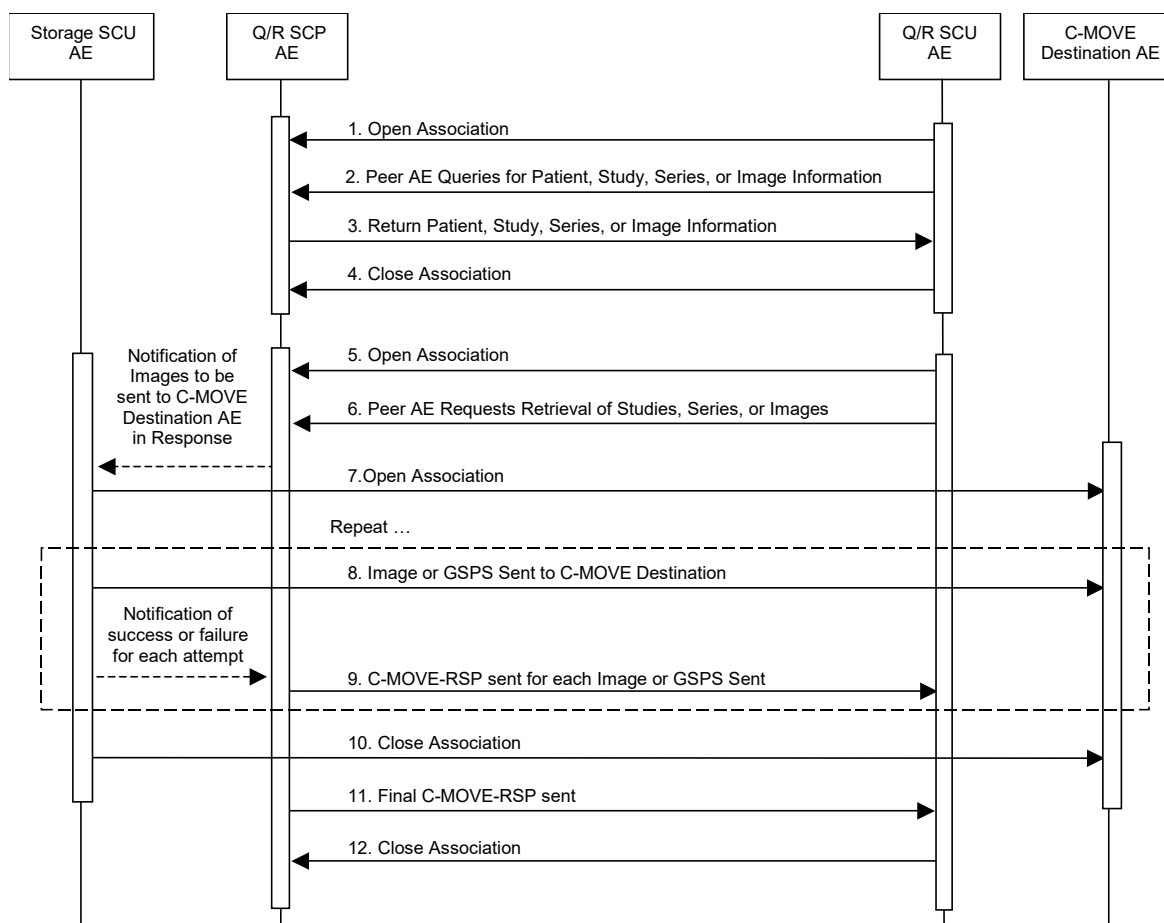 Storage SCU
AE
Q/R SCP
AE
Q/R SCU
AE
C-MOVE
Destination AE
1. Open Association
2. Peer AE Queries for Patient, Study, Series, or Image Information
3. Return Patient, Study, Series, or Image Information
4. Close Association
Notification of
Images to be
sent to C-MOVE
Destination AE
in Response
5. Open Association
6. Peer AE Requests Retrieval of Studies, Series, or Images
7.Open Association
Repeat …
8. Image or GSPS Sent to C-MOVE Destination
Notification of
success or failure
for each attempt
9. C-MOVE-RSP sent for each Image or GSPS Sent
10. Close Association
11. Final C-MOVE-RSP sent
12. Close Association